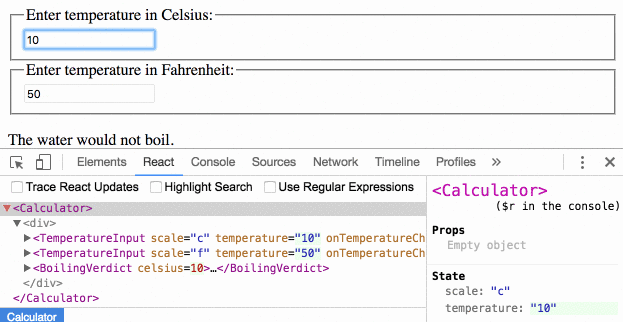 Enter temperature in Celsius:
10
Enter temperature in Fahrenheit:
50
The water would not boil.
Elements React Console Sources Network Timeline Profiles »
Trace React Updates Highlight Search Use Regular Expressions
<Calculator>
<div>
<TemperatureInput scale="c" temperature="10" onTemperatureCh
<TemperatureInput scale="f" temperature="50" onTemperatureCh
<BoilingVerdict celsius=10>…</BoilingVerdict>
</div>
</Calculator>
Calculator
<Calculator>
($r in the console)
Props
Empty object
State
scale: "c"
temperature: "10"